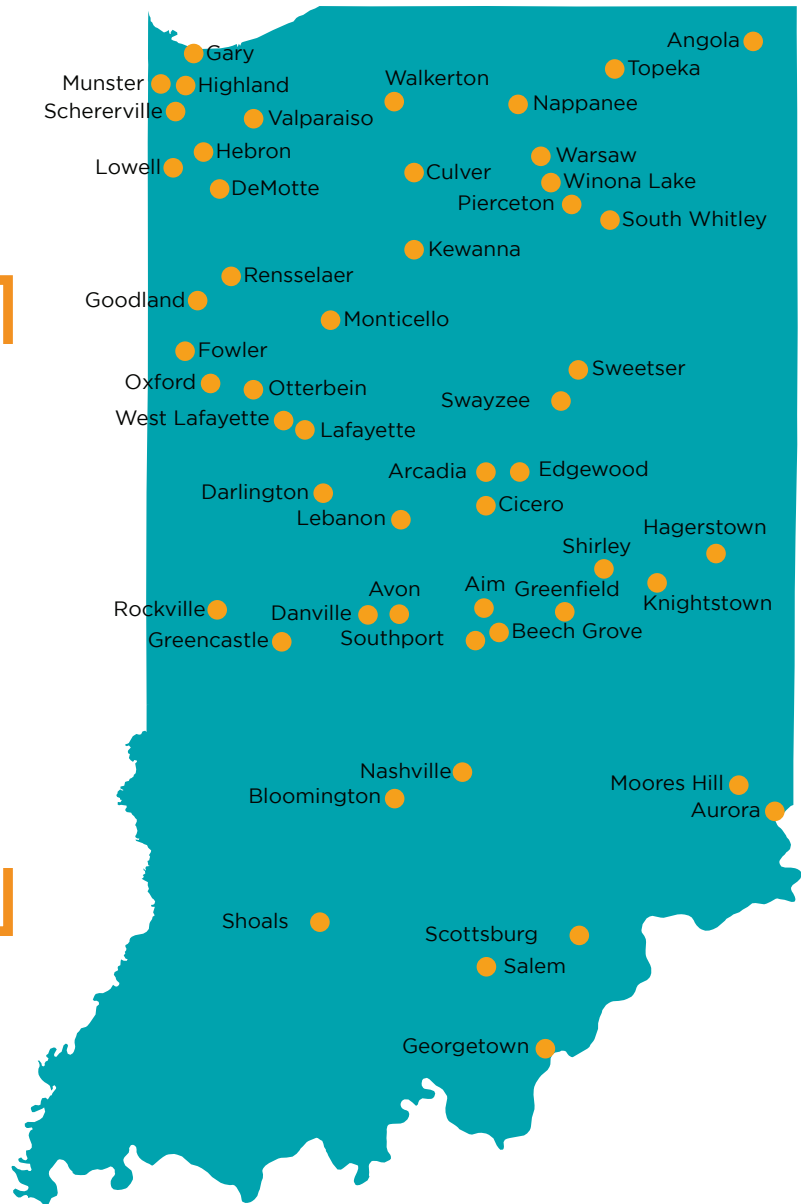 Angola
Gary
Topeka
Walkerton
Munster
Highland
Nappanee
Schererville
Valparaiso
Hebron
Warsaw
Lowell
Culver
Winona Lake
DeMotte
Pierceton
South Whitley
Kewanna
Rensselaer
Goodland
Monticello
Fowler
Sweetser
Oxford
Otterbein
Swayzee
West Lafayette
Lafayette
Arcadia
Edgewood
Darlington
Cicero
Lebanon
Hagerstown
Shirley
Aim
Avon
Greenfield
Knightstown
Rockville
Danville
Beech Grove
Southport
Greencastle
Nashville
Moores Hill
Bloomington
Aurora
Shoals
Scottsburg
Salem
Georgetown